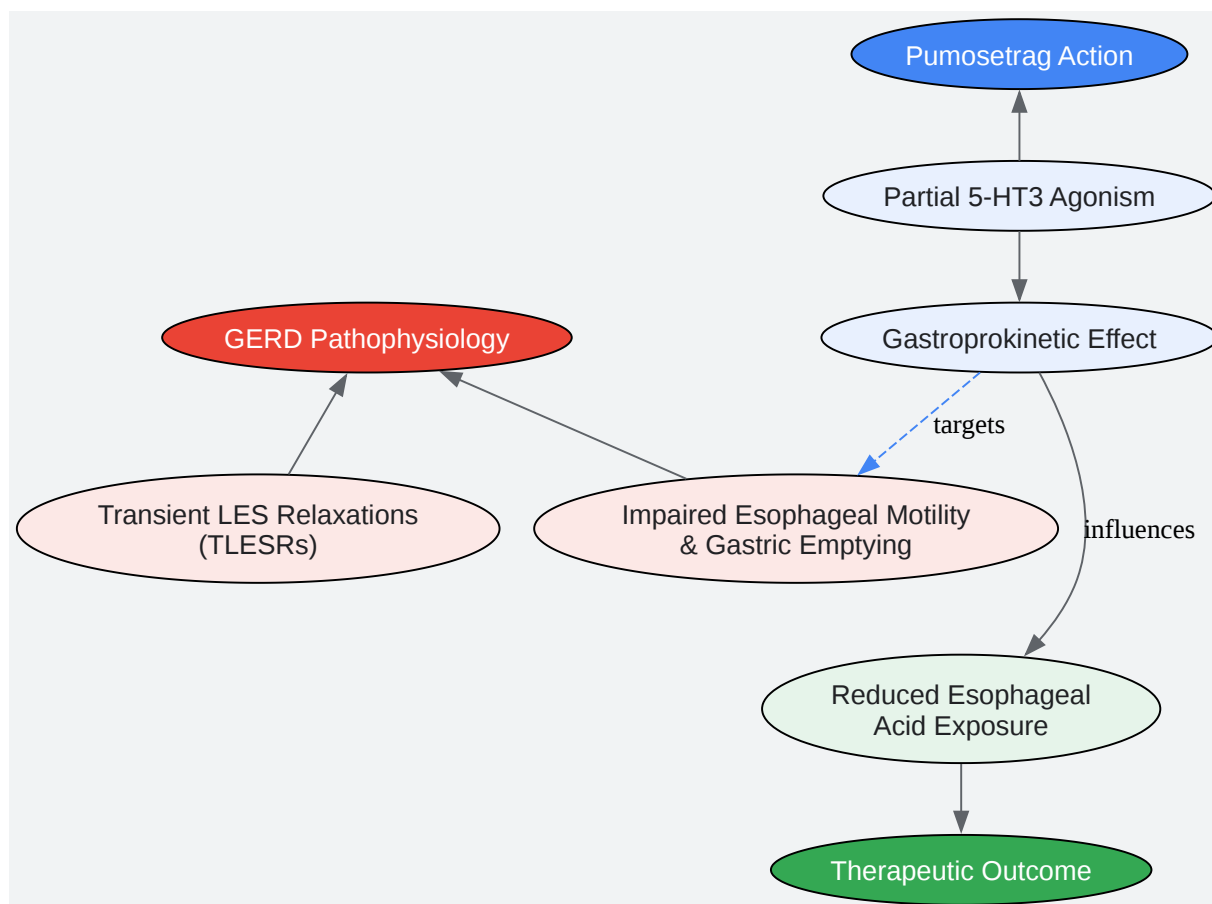 Pumosetrag Action
Partial 5-HT3 Agonism
GERD Pathophysiology
Gastroprokinetic Effect
targets
Transient LES Relaxations
(TLESRs)
Impaired Esophageal Motility
& Gastric Emptying
influences
Reduced Esophageal
Acid Exposure
Therapeutic Outcome